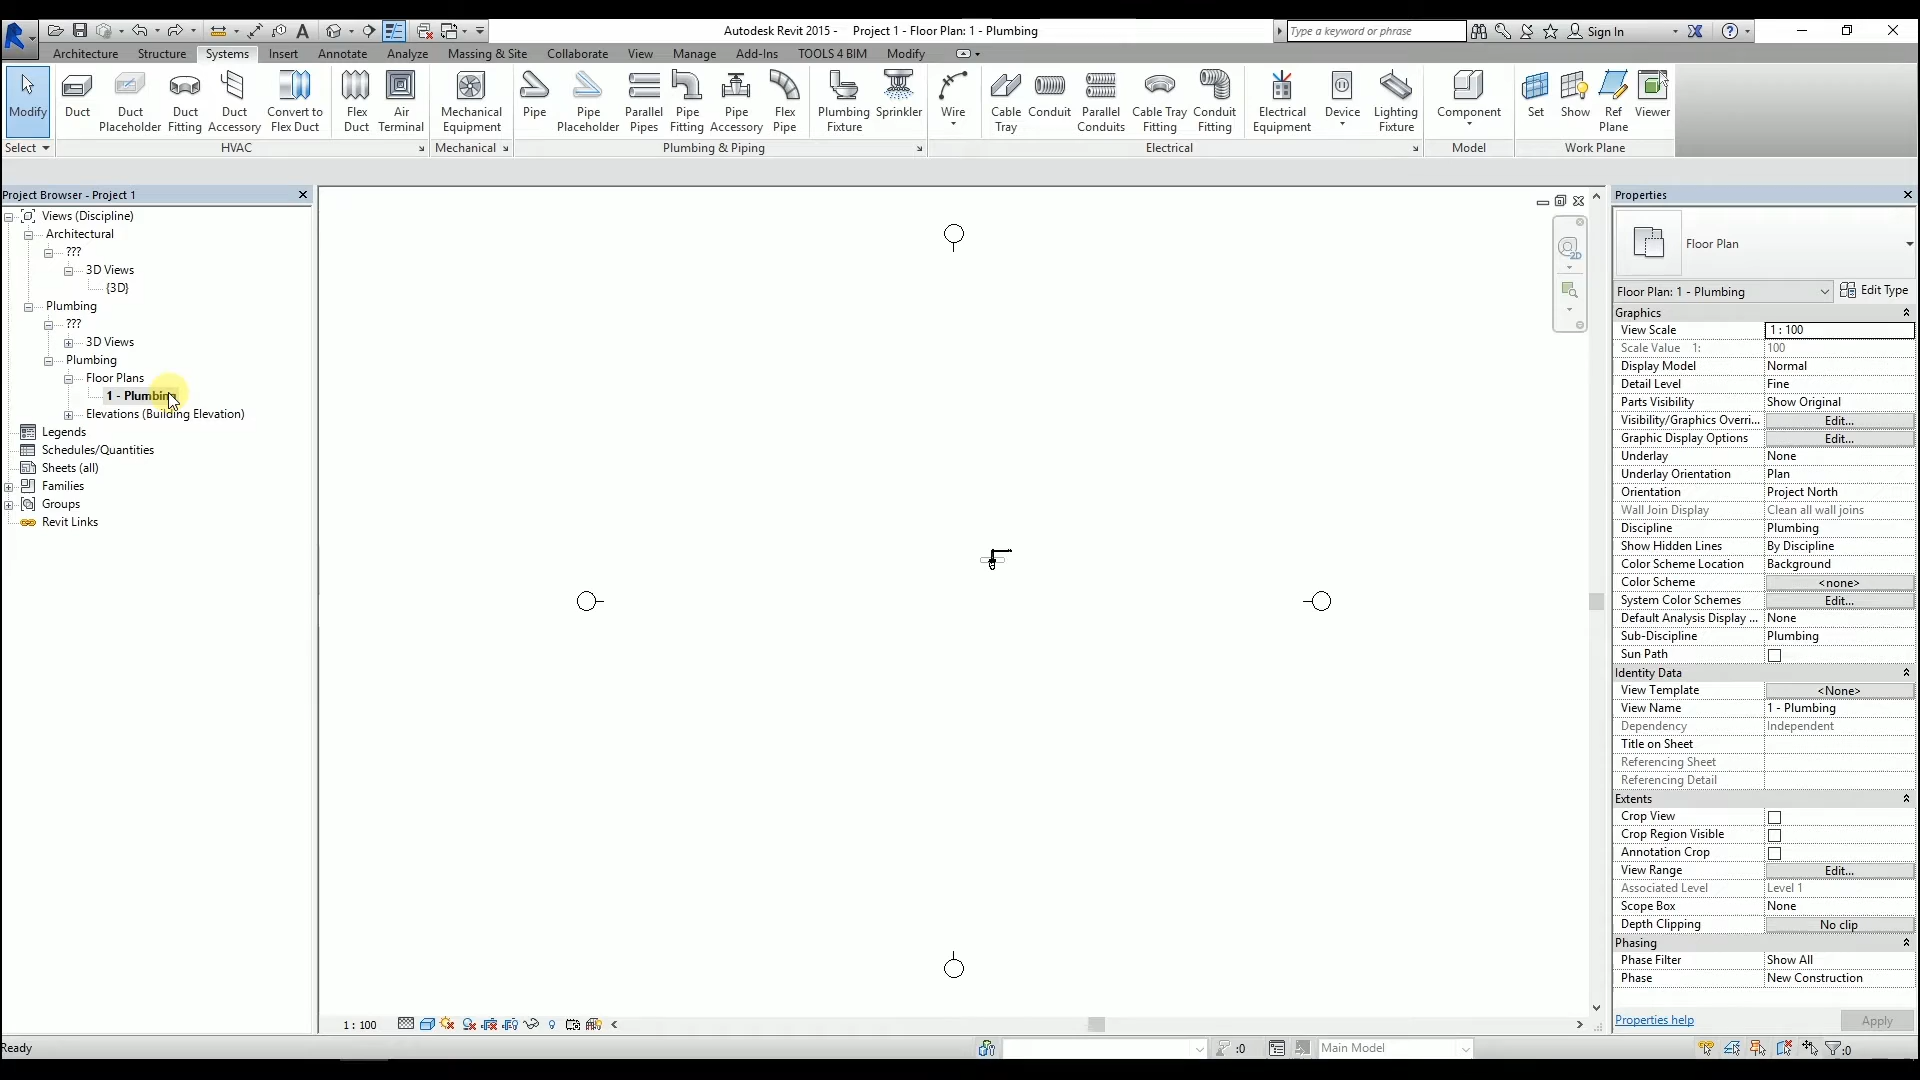 Autodesk Revit 2015 -    Project 1 - Floor Plan: 1 - Plumbing
Type a keyword or phrase
Sign In
Architecture
Structure
Systems
Insert
Annotate
Analyze
Massing & Site
Collaborate
View
Manage
Add-Ins
TOOLS 4 BIM
Modify
Modify
Duct
Duct
Placeholder
Duct
Fitting
Duct
Accessory
Convert to
Flex Duct
Flex
Duct
Air
Terminal
Mechanical
Equipment
Pipe
Pipe
Placeholder
Parallel
Pipes
Pipe
Fitting
Pipe
Accessory
Flex
Pipe
Plumbing
Fixture
Sprinkler
Wire
Cable
Tray
Conduit
Parallel
Conduits
Cable Tray
Fitting
Conduit
Fitting
Electrical
Equipment
Device
Lighting
Fixture
Component
Set
Show
Ref
Plane
Viewer
Select
HVAC
Mechanical
Plumbing & Piping
Electrical
Model
Work Plane
Project Browser - Project 1
Views (Discipline)
Architectural
???
3D Views
{3D}
Plumbing
???
3D Views
Plumbing
Floor Plans
1 - Plumbing
Elevations (Building Elevation)
Legends
Schedules/Quantities
Sheets (all)
Families
Groups
Revit Links
2D
Properties
Floor Plan
Floor Plan: 1 - Plumbing
Edit Type
Graphics
View Scale 1 : 100
Scale Value 1: 100
Display Model Normal
Detail Level Fine
Parts Visibility Show Original
Visibility/Graphics Overri... Edit...
Graphic Display Options Edit...
Underlay None
Underlay Orientation Plan
Orientation Project North
Wall Join Display Clean all wall joins
Discipline Plumbing
Show Hidden Lines By Discipline
Color Scheme Location Background
Color Scheme <none>
System Color Schemes Edit...
Default Analysis Display ... None
Sub-Discipline Plumbing
Sun Path
Identity Data
View Template <None>
View Name 1 - Plumbing
Dependency Independent
Title on Sheet
Referencing Sheet
Referencing Detail
Extents
Crop View
Crop Region Visible
Annotation Crop
View Range Edit...
Associated Level Level 1
Scope Box None
Depth Clipping No clip
Phasing
Phase Filter Show All
Phase New Construction
Properties help
Apply
1 : 100
Ready
:0
Main Model
:0